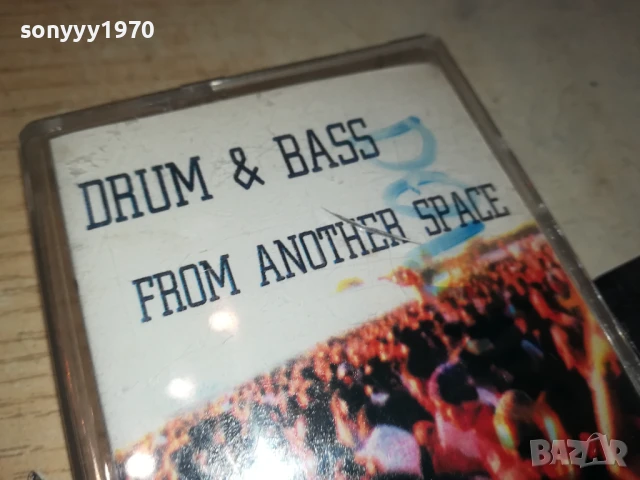 sonyyy1970
DRUM & BASS
FROM ANOTHER SPACE
BAZAR